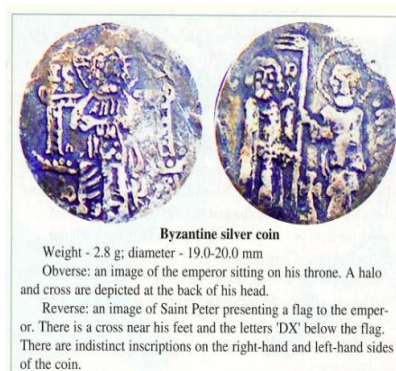 DX
Byzantine silver coin
Weight - 2.8 g; diameter - 19.0-20.0 mm
Obverse: an image of the emperor sitting on his throne. A halo
and cross are depicted at the back of his head.
Reverse: an image of Saint Peter presenting a flag to the emper-
or. There is a cross near his feet and the letters 'DX' below the flag.
There are indistinct inscriptions on the right-hand and left-hand sides
of the coin.